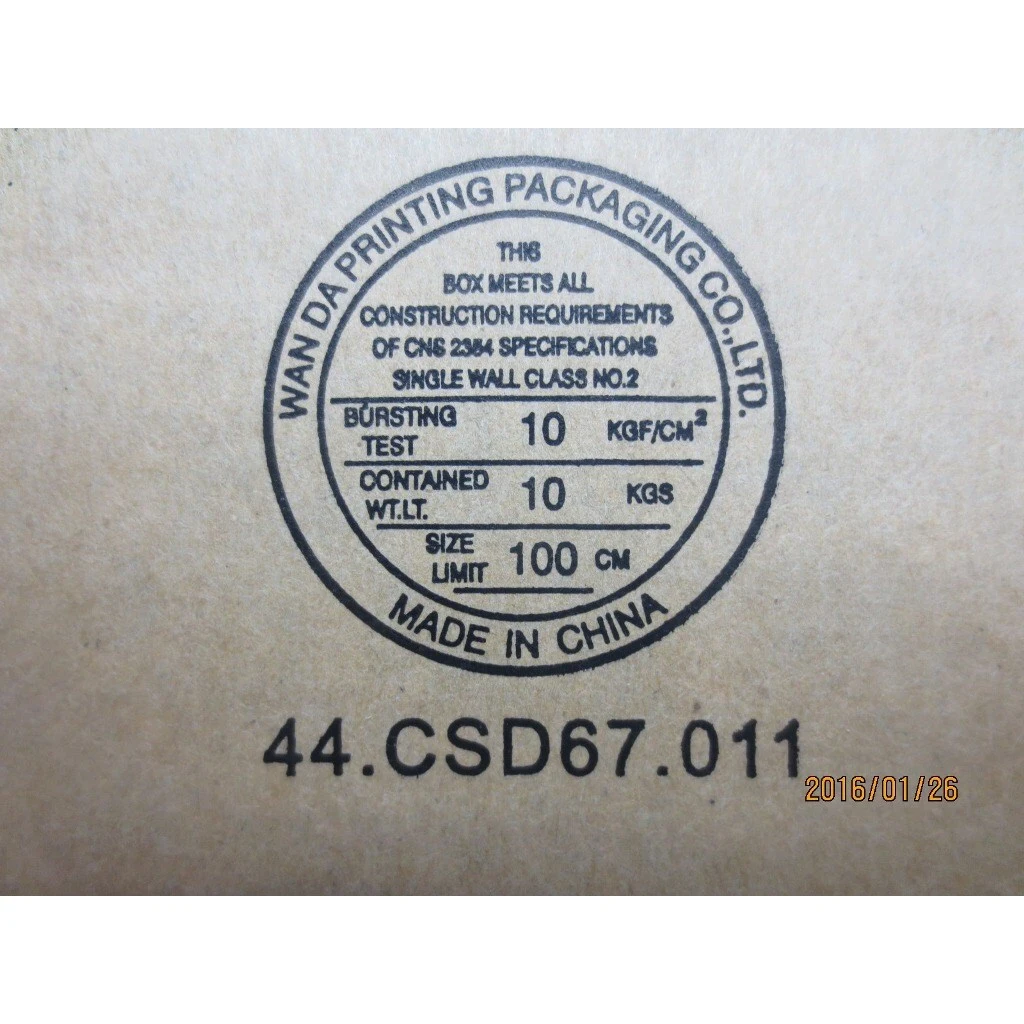 WAN DA PRINTING PACKAGING CO.,LTD.
THIS
BOX MEETS ALL
CONSTRUCTION REQUIREMENTS
OF CNS 2354 SPECIFICATIONS
SINGLE WALL CLASS NO.2
BURSTING TEST 10 KGF/CM²
CONTAINED WT.LT. 10 KGS
SIZE LIMIT 100 CM
MADE IN CHINA
44.CSD67.011
2016/01/26